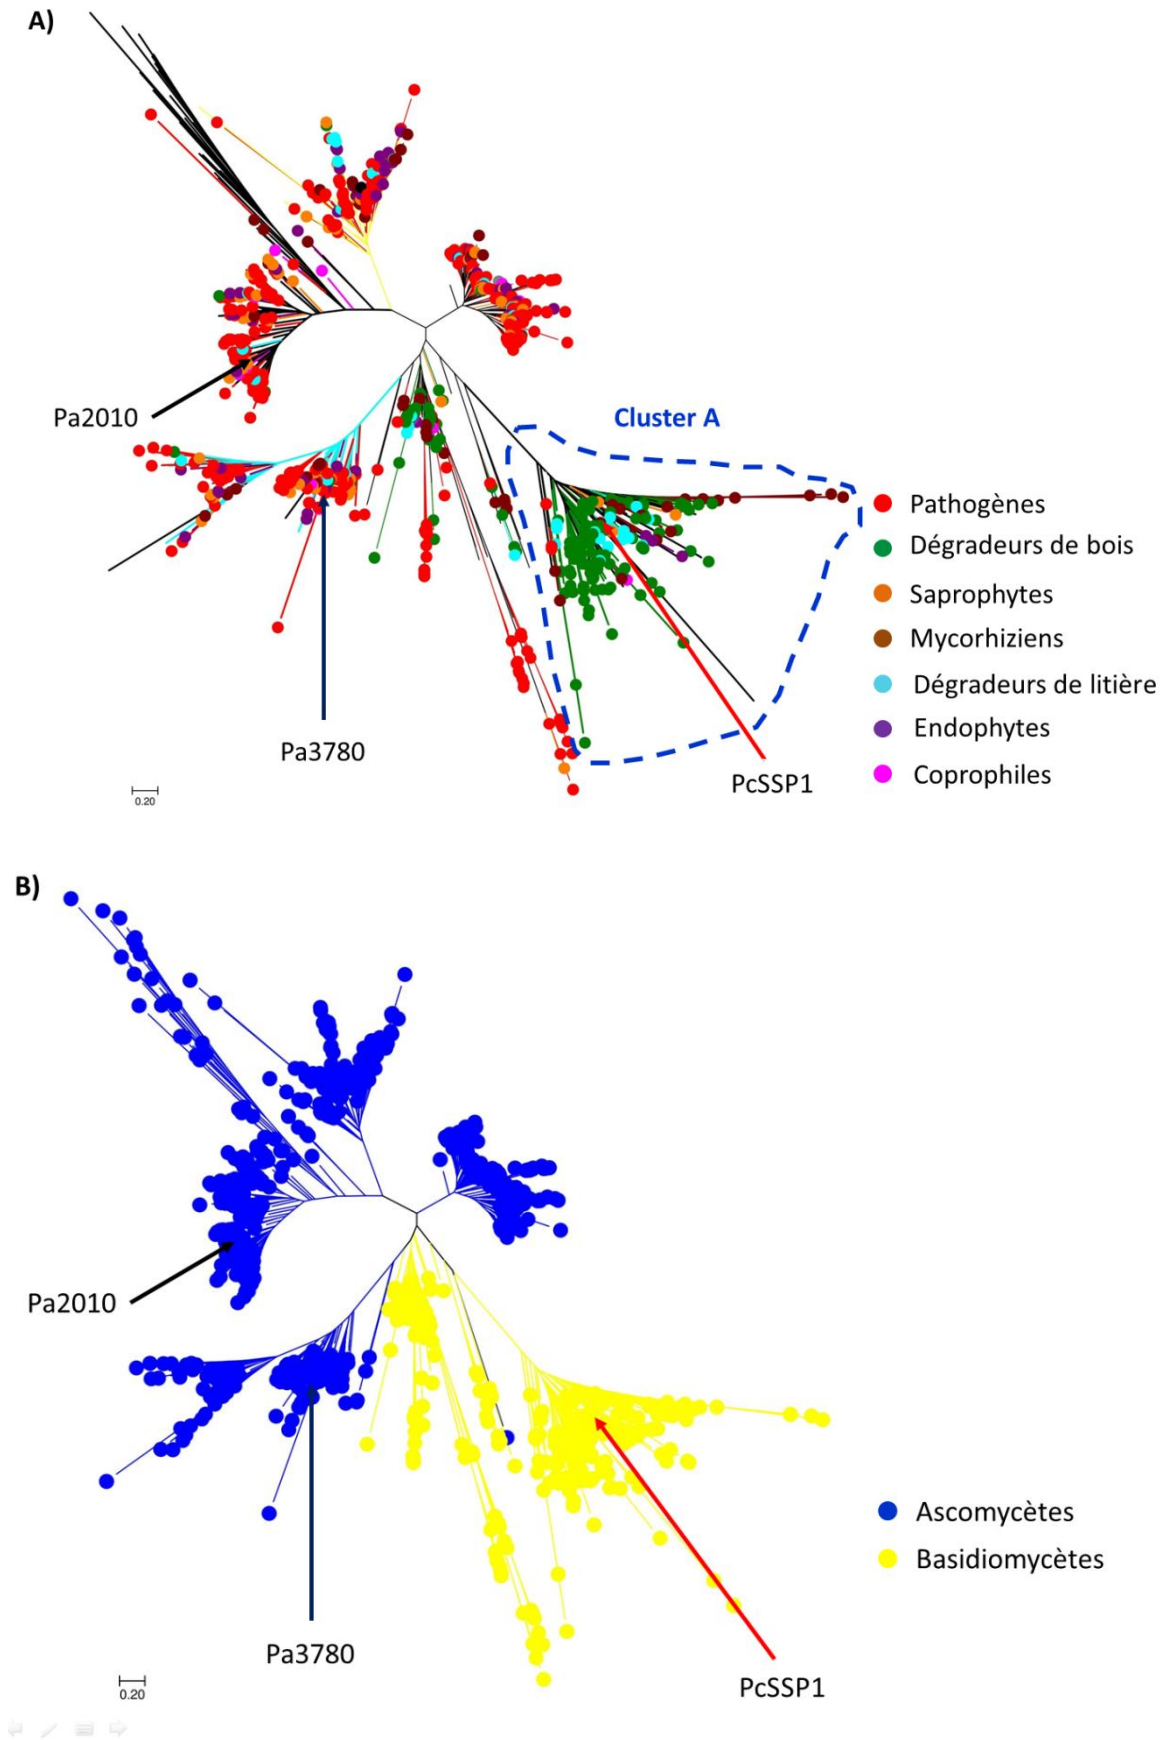 A)
Pa2010
Cluster A
Pathogènes
Dégradeurs de bois
Saprophytes
Mycorhiziens
Dégradeurs de litière
Endophytes
Coprophiles
Pa3780
PcSSP1
0.20
B)
Pa2010
Ascomycètes
Basidiomycètes
Pa3780
PcSSP1
0.20